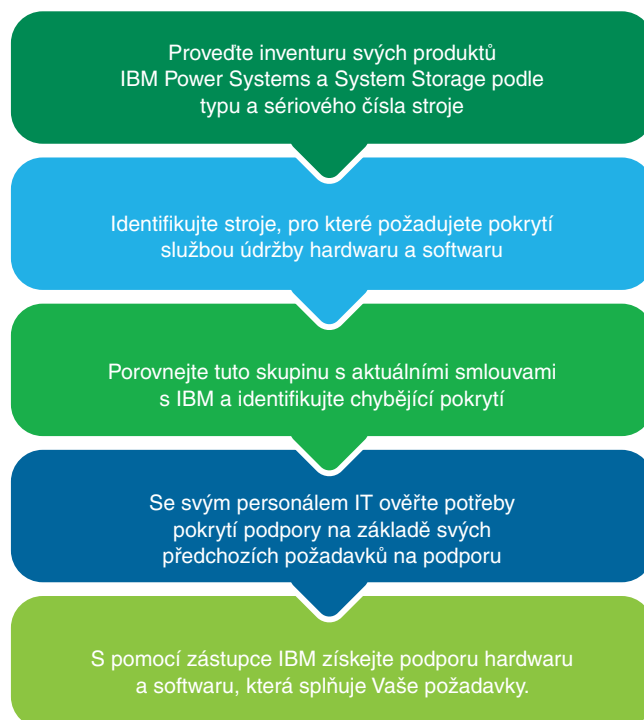 Proveďte inventuru svých produktů
IBM Power Systems a System Storage podle
typu a sériového čísla stroje
Identifikujte stroje, pro které požadujete pokrytí
službou údržby hardwaru a softwaru
Porovnejte tuto skupinu s aktuálními smlouvami
s IBM a identifikujte chybějící pokrytí
Se svým personálem IT ověřte potřeby
pokrytí podpory na základě svých
předchozích požadavků na podporu
S pomocí zástupce IBM získejte podporu hardwaru
a softwaru, která splňuje Vaše požadavky.